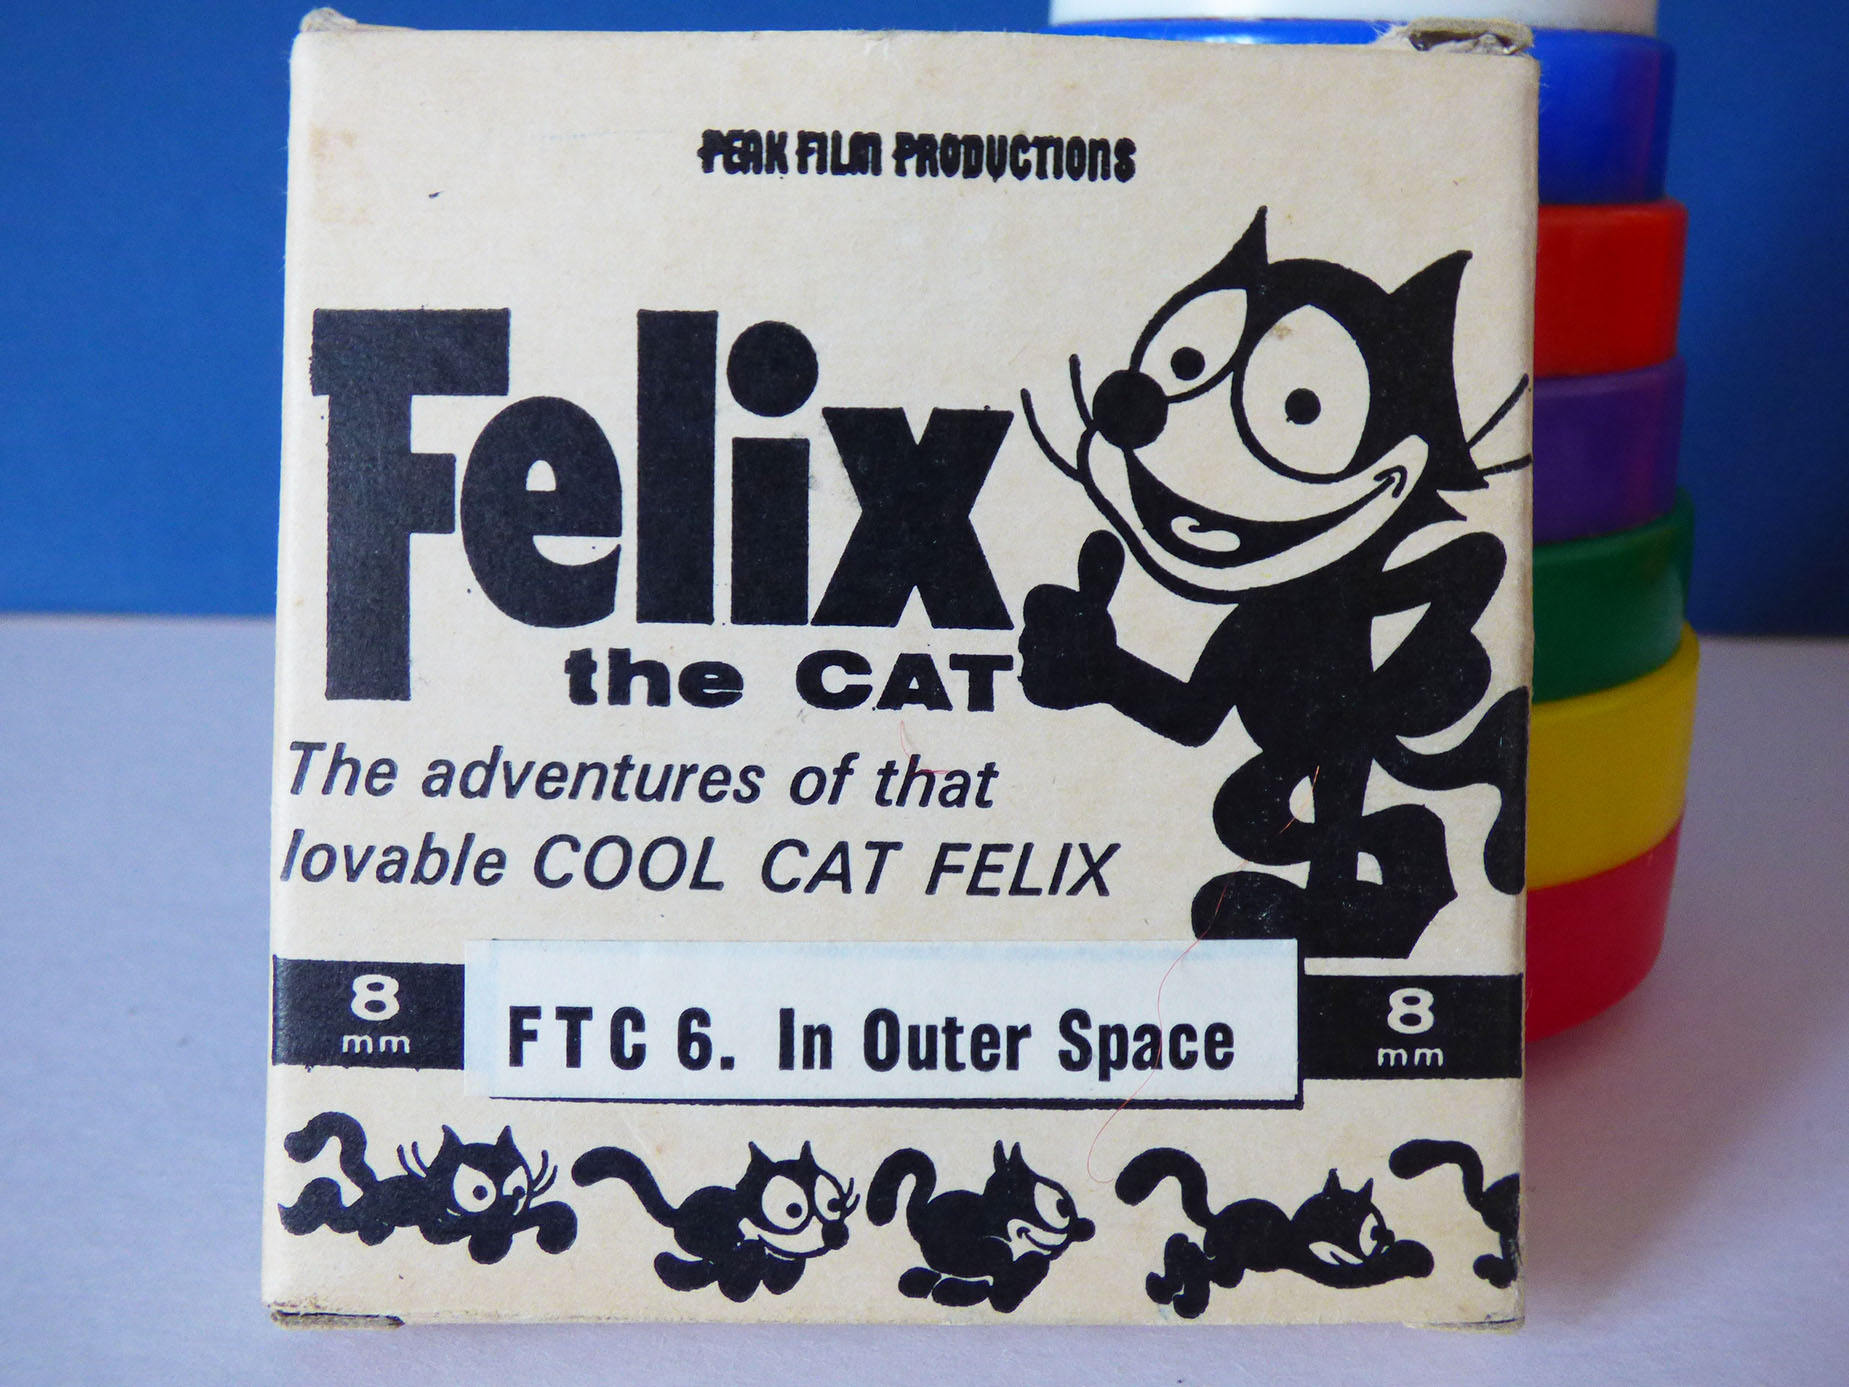 PEAK FILM PRODUCTIONS
Felix
the CAT
The adventures of that
lovable COOL CAT FELIX
8
mm
FTC 6. In Outer Space
8
mm